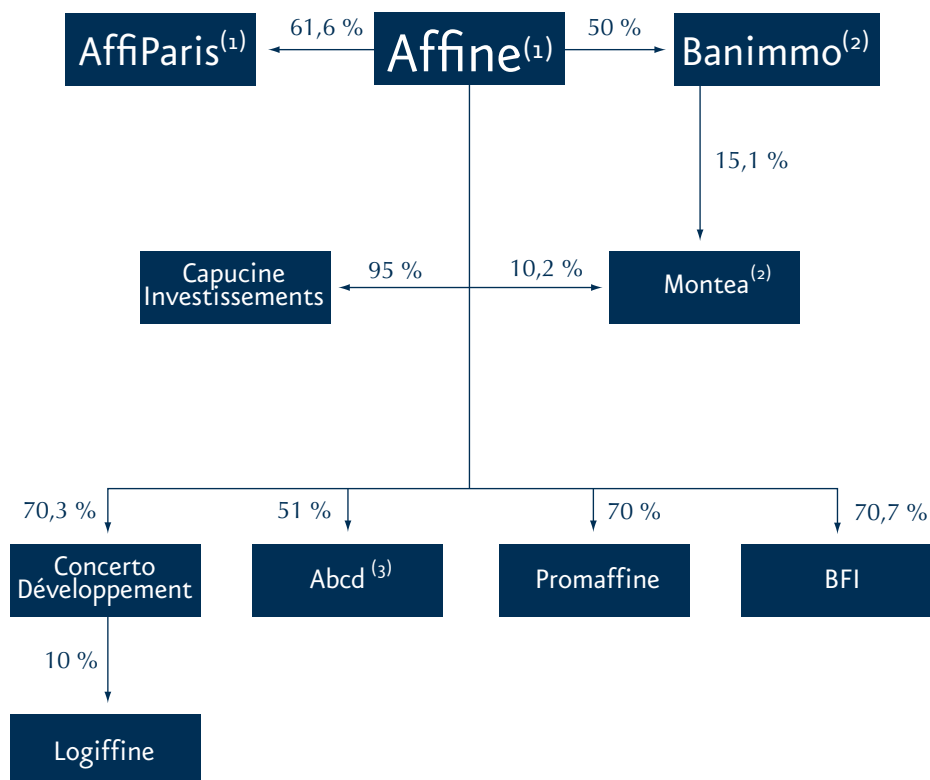 AffiParis(1)
61,6 %
Affine(1)
50 %
Banimmo(2)
15,1 %
Capucine
Investissements
95 %
10,2 %
Montea(2)
70,3 %
51 %
70 %
70,7 %
Concerto
Développement
Abcd (3)
Promaffine
BFI
10 %
Logiffine